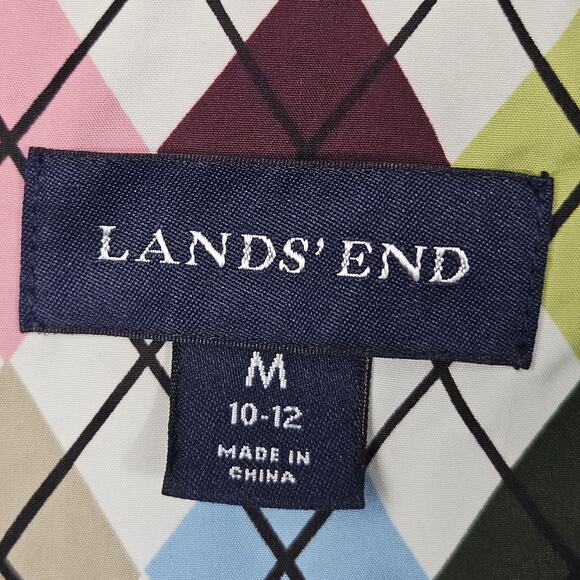 LANDS' END
M
10-12
MADE IN
CHINA